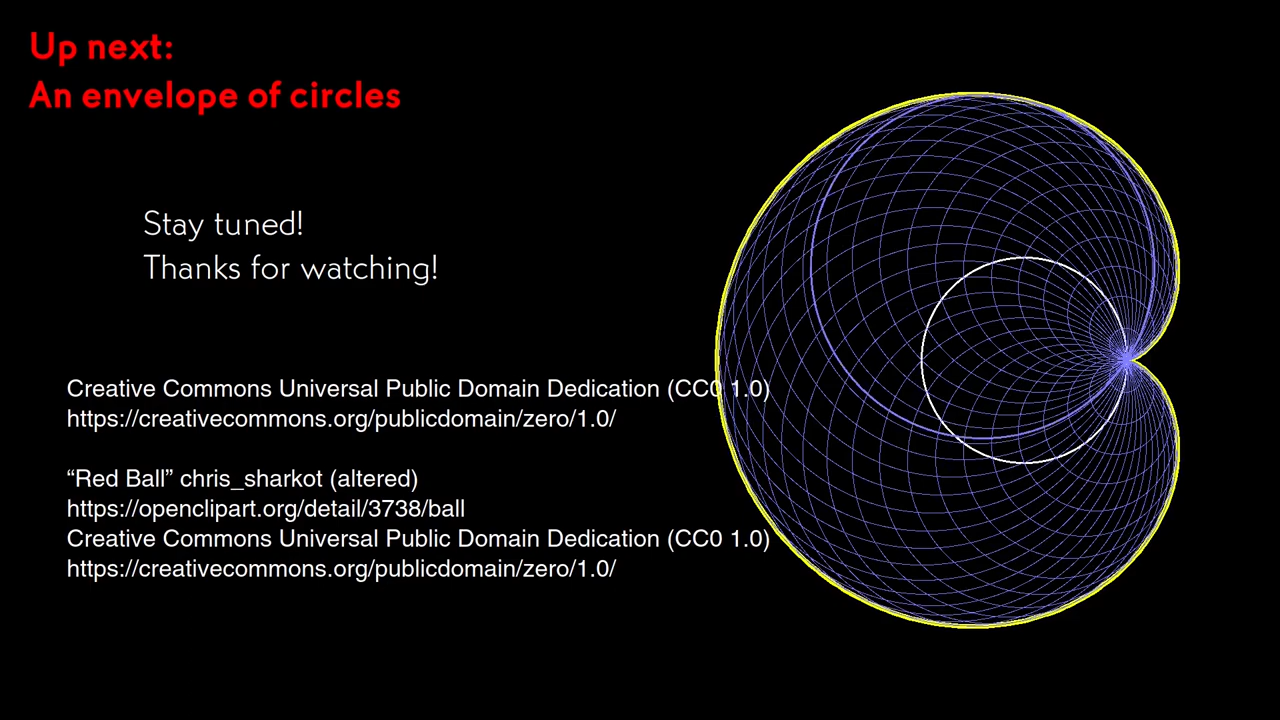 Up next:
An envelope of circles
Stay tuned!
Thanks for watching!
Creative Commons Universal Public Domain Dedication (CC0 1.0)
https://creativecommons.org/publicdomain/zero/1.0/
“Red Ball” chris_sharkot (altered)
https://openclipart.org/detail/3738/ball
Creative Commons Universal Public Domain Dedication (CC0 1.0)
https://creativecommons.org/publicdomain/zero/1.0/